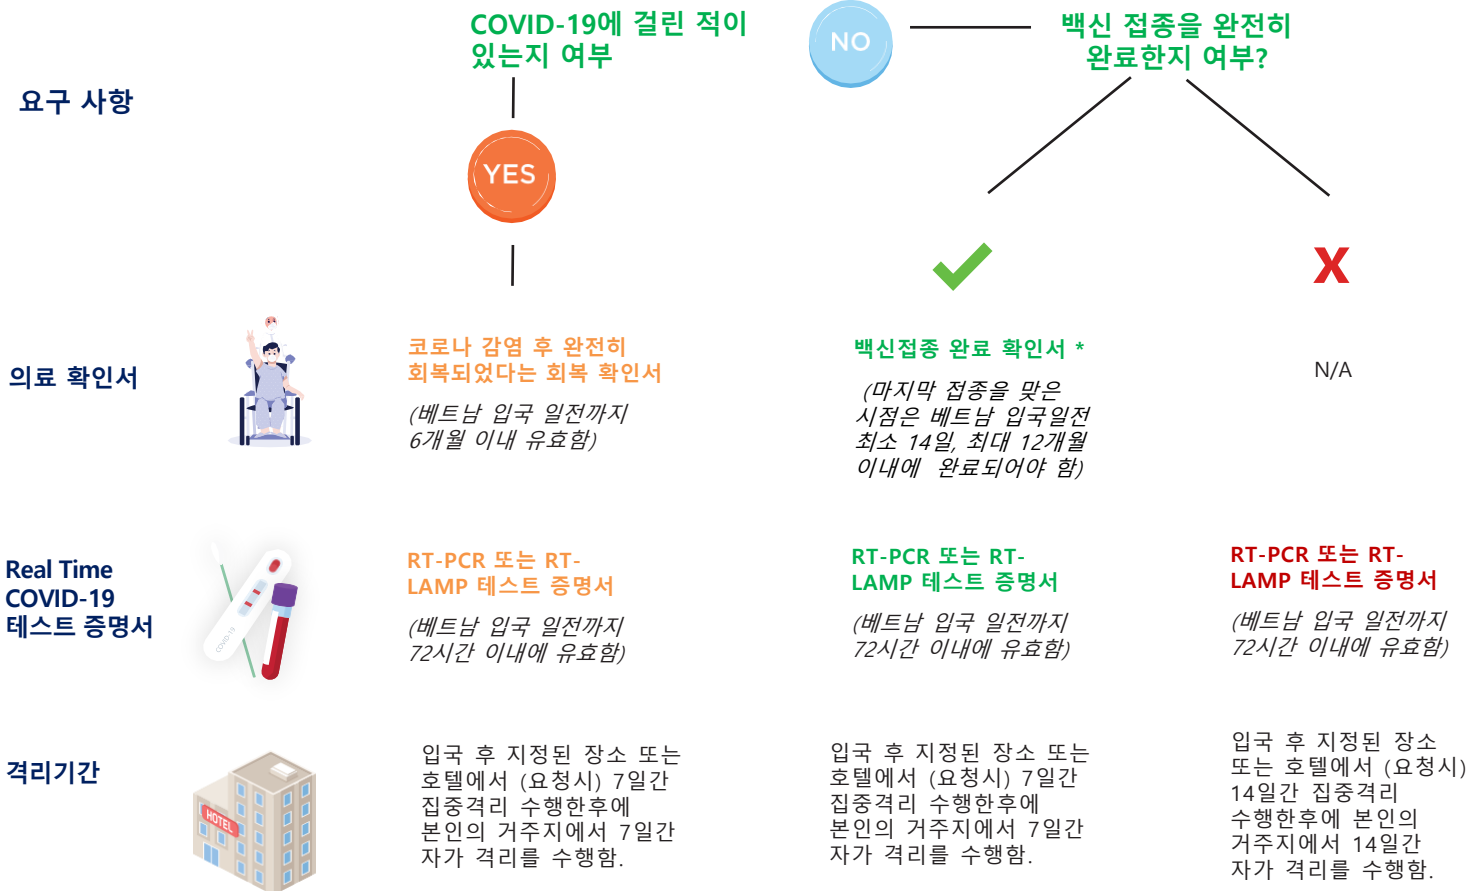 COVID-19에 걸린 적이
있는지 여부
NO
백신 접종을 완전히
완료한지 여부?
요구 사항
YES
X
의료 확인서
코로나 감염 후 완전히
회복되었다는 회복 확인서
(베트남 입국 일전까지
6개월 이내 유효함)
백신접종 완료 확인서 *
(마지막 접종을 맞은
시점은 베트남 입국일전
최소 14일, 최대 12개월
이내에 완료되어야 함)
N/A
Real Time
COVID-19
테스트 증명서
COVID-19
RT-PCR 또는 RT-
LAMP 테스트 증명서
(베트남 입국 일전까지
72시간 이내에 유효함)
RT-PCR 또는 RT-
LAMP 테스트 증명서
(베트남 입국 일전까지
72시간 이내에 유효함)
RT-PCR 또는 RT-
LAMP 테스트 증명서
(베트남 입국 일전까지
72시간 이내에 유효함)
격리기간
HOTEL
입국 후 지정된 장소 또는
호텔에서 (요청시) 7일간
집중격리 수행한후에
본인의 거주지에서 7일간
자가 격리를 수행함.
입국 후 지정된 장소 또는
호텔에서 (요청시) 7일간
집중격리 수행한후에
본인의 거주지에서 7일간
자가 격리를 수행함.
입국 후 지정된 장소
또는 호텔에서 (요청시)
14일간 집중격리
수행한후에 본인의
거주지에서 14일간
자가 격리를 수행함.